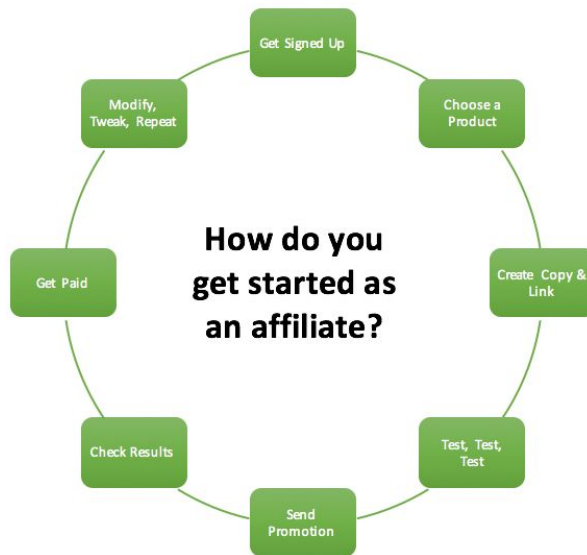 Get Signed Up
Choose a
Product
Create Copy &
Link
Test, Test,
Test
Send
Promotion
Check Results
Get Paid
Modify,
Tweak, Repeat
How do you
get started as
an affiliate?